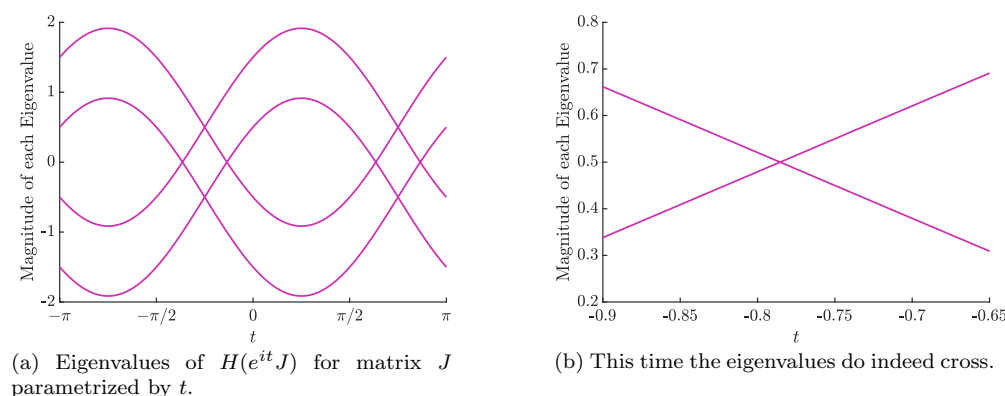 Magnitude of each Eigenvalue
2
1
0
-1
-2
−π
−π/2
0
π/2
π
t
(a) Eigenvalues of H(e^{it}J) for matrix J
parametrized by t.
Magnitude of each Eigenvalue
0.8
0.7
0.6
0.5
0.4
0.3
0.2
-0.9
-0.85
-0.8
-0.75
-0.7
-0.65
t
(b) This time the eigenvalues do indeed cross.